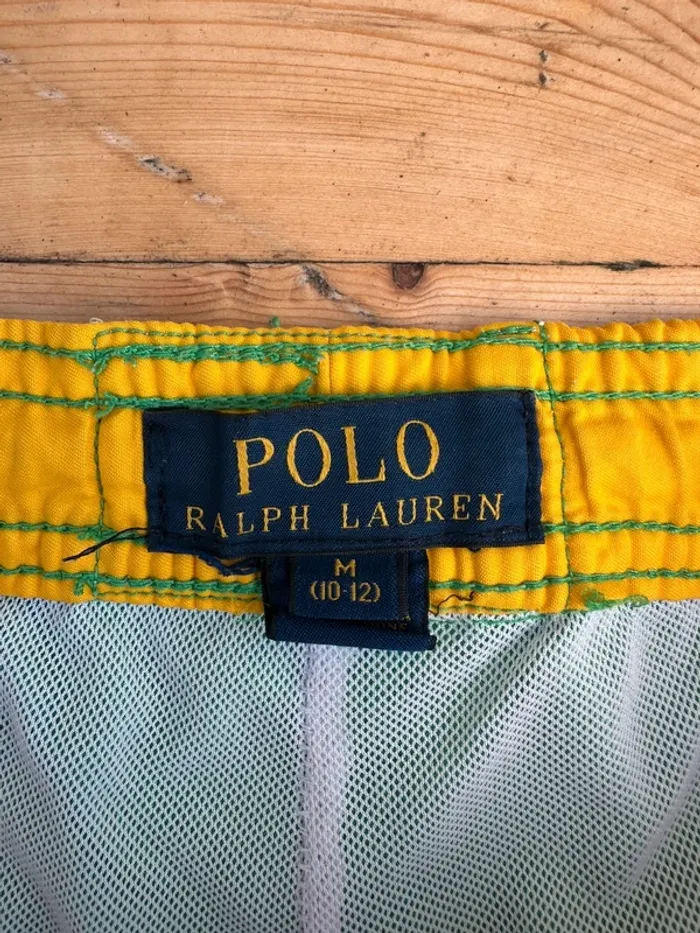 POLO
RALPH LAUREN
M
(10-12)